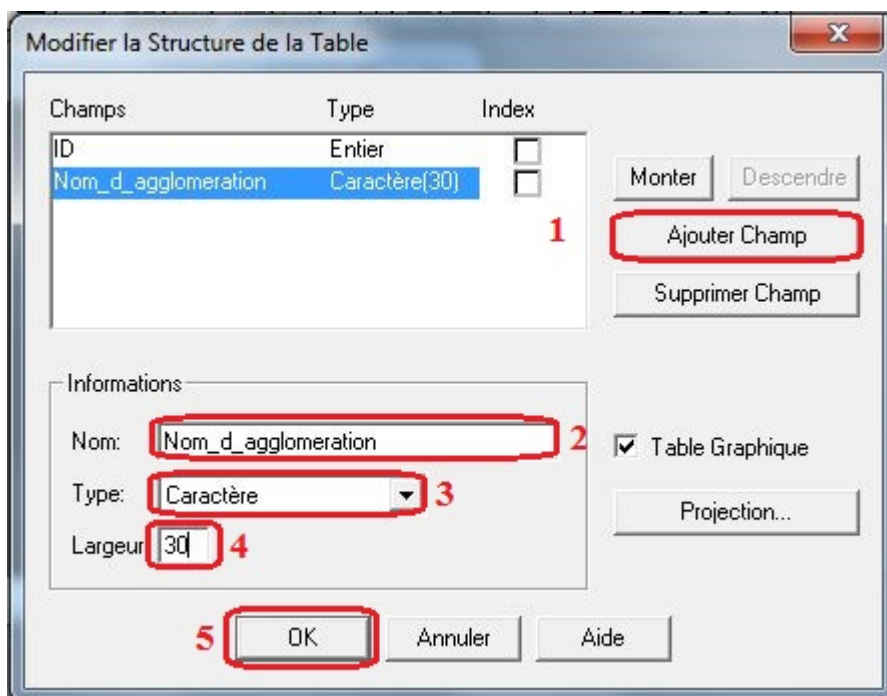 Modifier la Structure de la Table
Champs Type Index
ID Entier
Nom_d_agglomeration Caractère(30)
Monter Descendre
1 Ajouter Champ
Supprimer Champ
Informations
Nom: Nom_d_agglomeration 2
Table Graphique
Type: Caractère 3
Projection...
Largeur 30 4
5 OK Annuler Aide